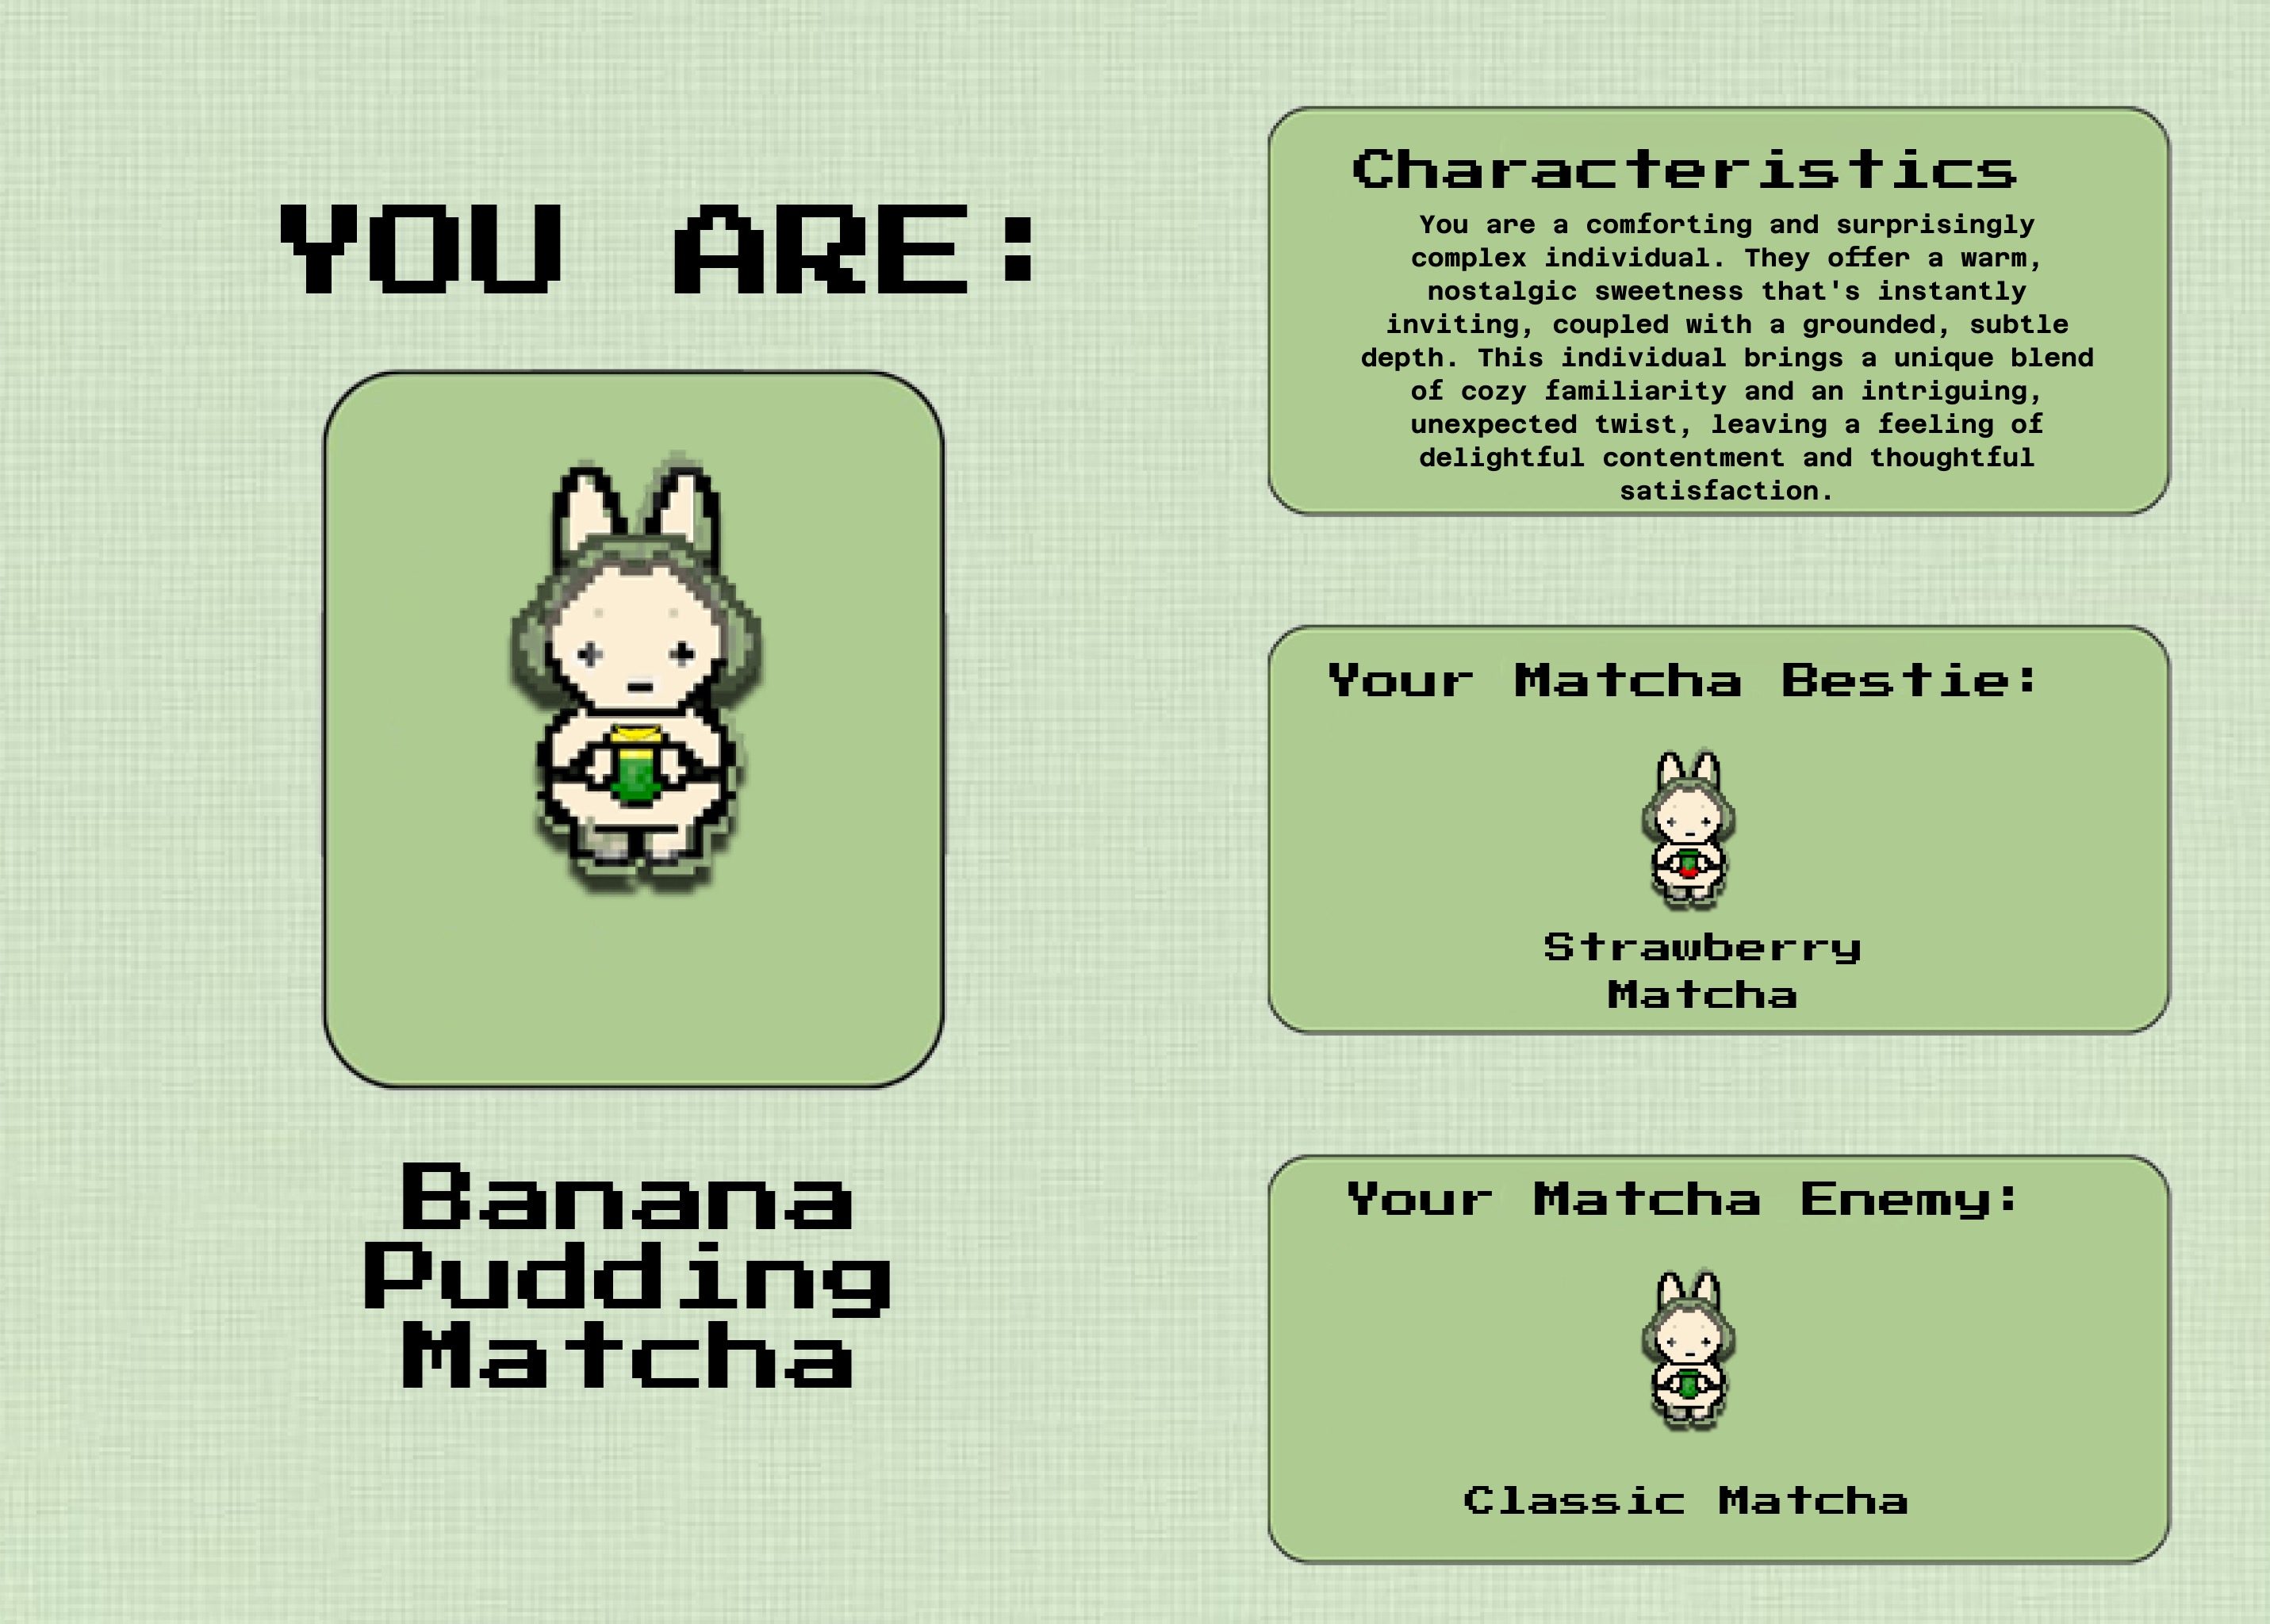 YOU ARE:
Banana
Pudding
Matcha
Characteristics
You are a comforting and surprisingly
complex individual. They offer a warm,
nostalgic sweetness that's instantly
inviting, coupled with a grounded, subtle
depth. This individual brings a unique blend
of cozy familiarity and an intriguing,
unexpected twist, leaving a feeling of
delightful contentment and thoughtful
satisfaction.
Your Matcha Bestie:
Strawberry
Matcha
Your Matcha Enemy:
Classic Matcha